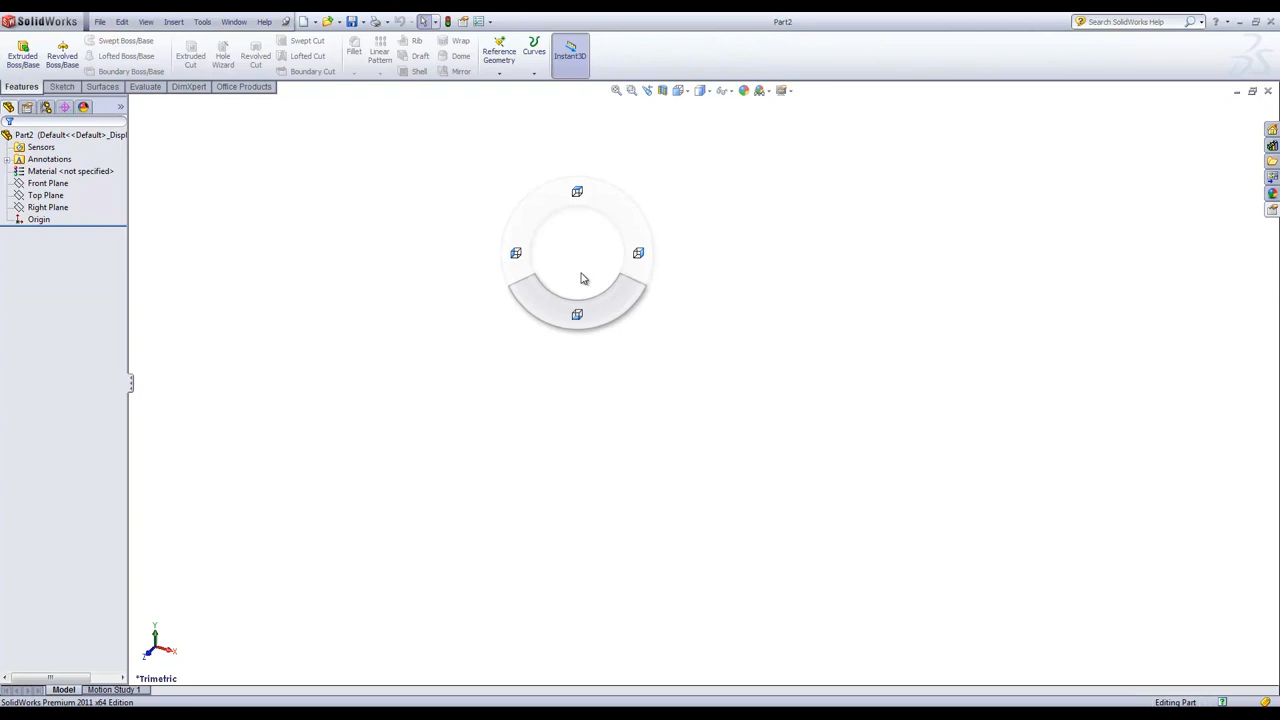 SolidWorks File Edit View Insert Tools Window Help Part2 Search SolidWorks Help
Extruded Boss/Base
Revolved Boss/Base
Swept Boss/Base
Lofted Boss/Base
Boundary Boss/Base
Extruded Cut
Hole Wizard
Revolved Cut
Swept Cut
Lofted Cut
Boundary Cut
Fillet
Linear Pattern
Rib
Draft
Shell
Wrap
Dome
Mirror
Reference Geometry
Curves
Instant3D
Features Sketch Surfaces Evaluate DimXpert Office Products
Part2 (Default<<Default>_Displ
Sensors
Annotations
Material <not specified>
Front Plane
Top Plane
Right Plane
Origin
Y
X
Z
*Trimetric
Model Motion Study 1
SolidWorks Premium 2011 x64 Edition Editing Part